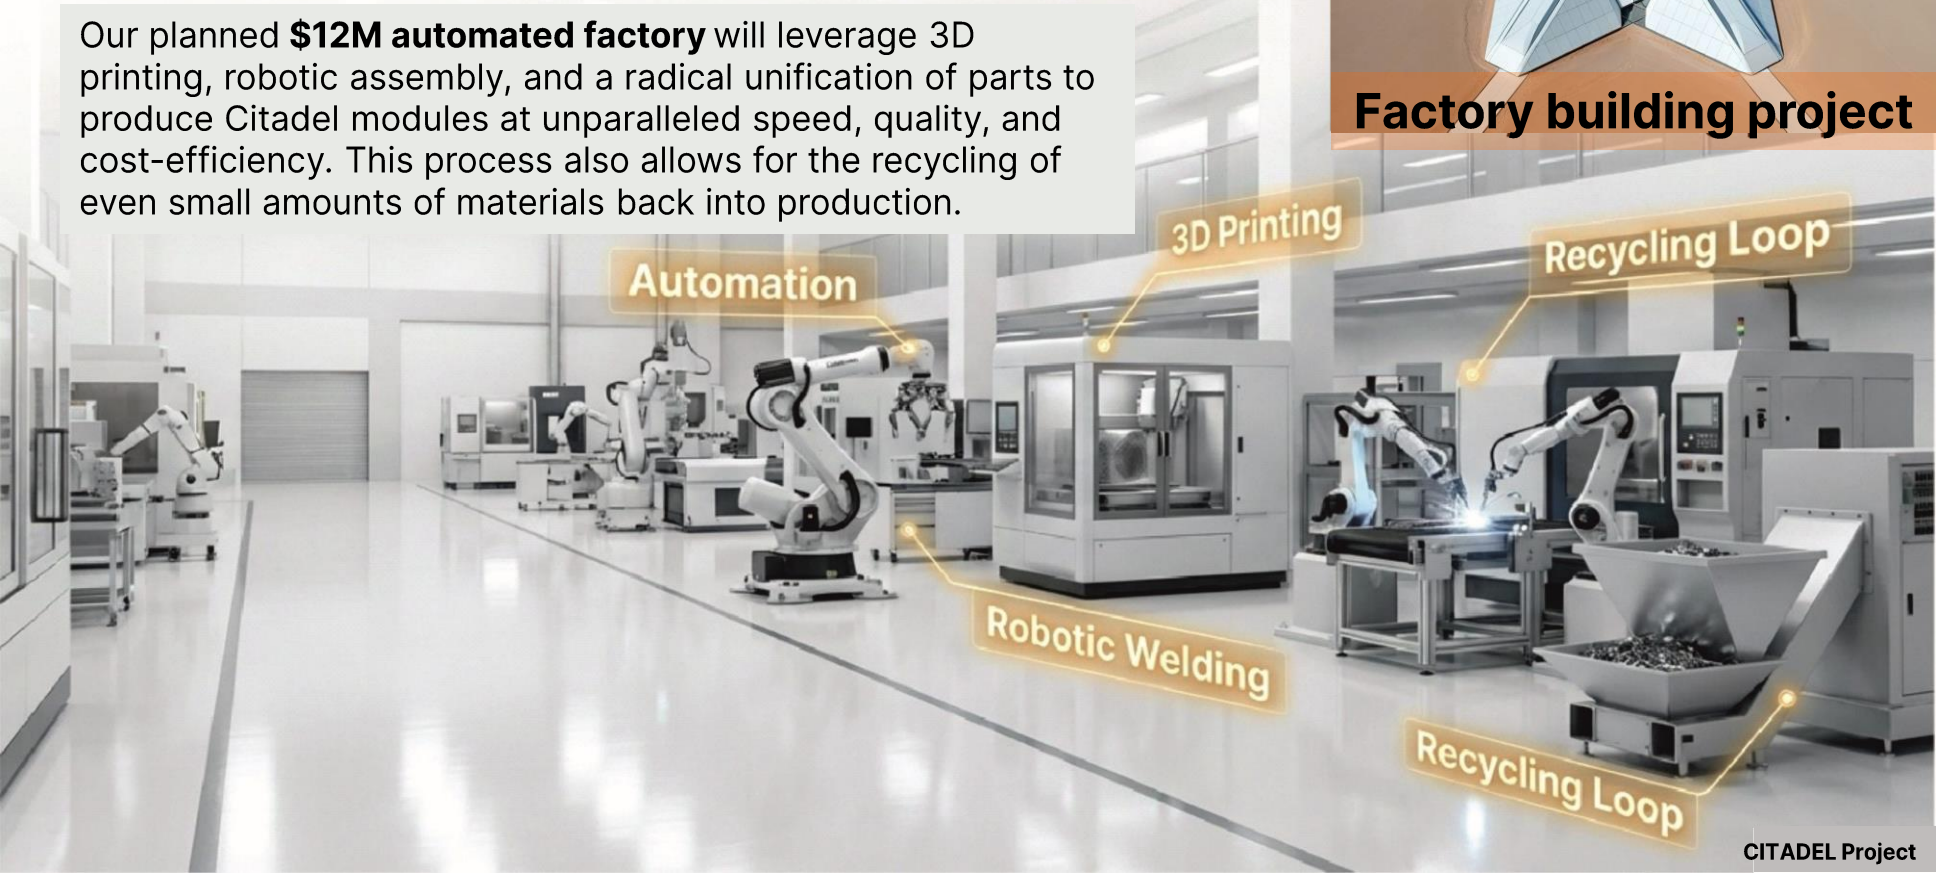 Our planned $12M automated factory will leverage 3D
printing, robotic assembly, and a radical unification of parts to
produce Citadel modules at unparalleled speed, quality, and
cost-efficiency. This process also allows for the recycling of
even small amounts of materials back into production.
Factory building project
3D Printing
Recycling Loop
Automation
Robotic Welding
Recycling Loop
CITADEL Project